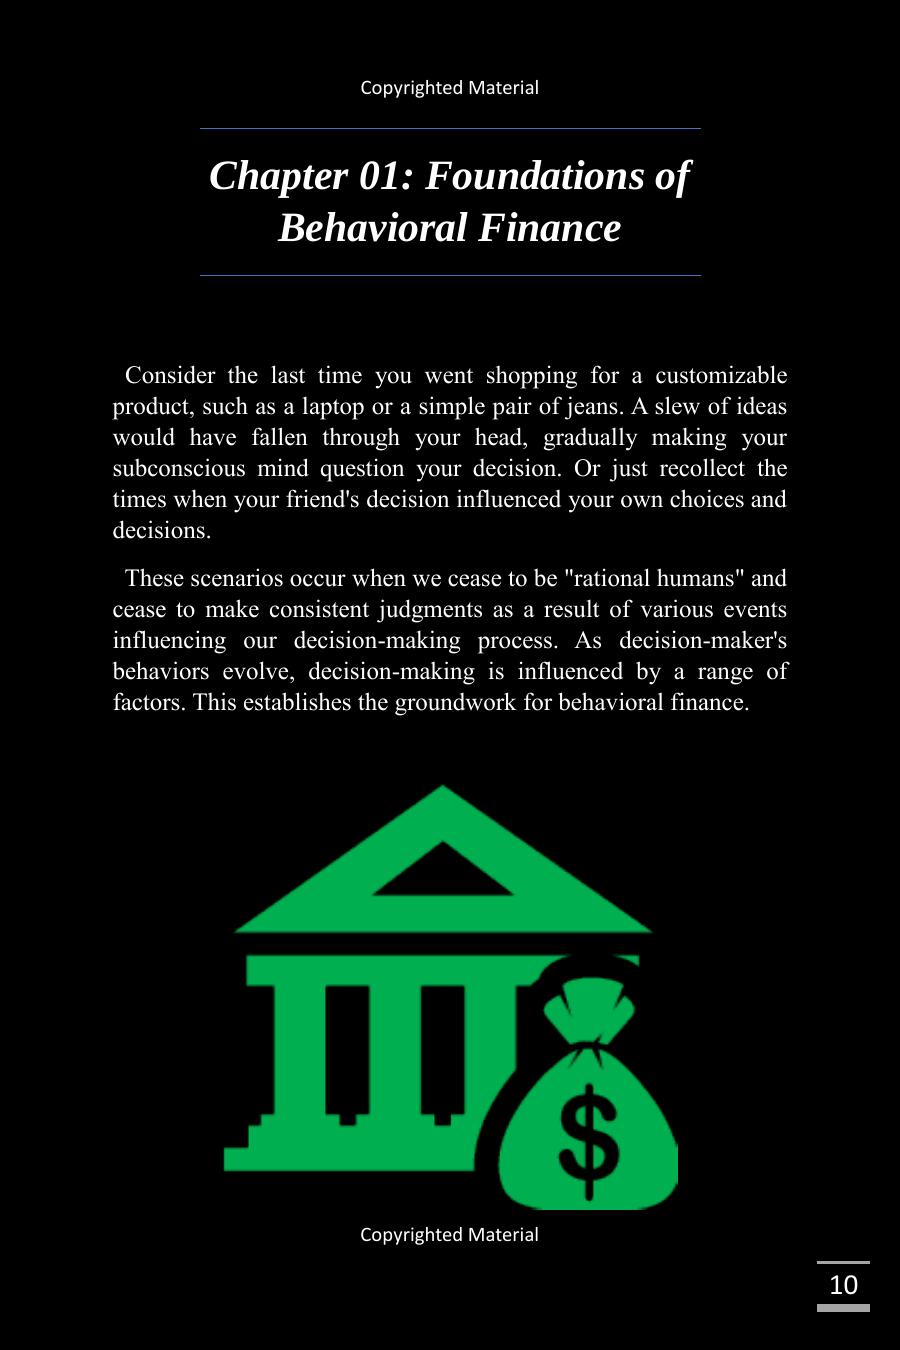 Copyrighted Material
Chapter 01: Foundations of
Behavioral Finance
Consider the last time you went shopping for a customizable
product, such as a laptop or a simple pair of jeans. A slew of ideas
would have fallen through your head, gradually making your
subconscious mind question your decision. Or just recollect the
times when your friend's decision influenced your own choices and
decisions.
These scenarios occur when we cease to be "rational humans" and
cease to make consistent judgments as a result of various events
influencing our decision-making process. As decision-maker's
behaviors evolve, decision-making is influenced by a range of
factors. This establishes the groundwork for behavioral finance.
$
Copyrighted Material
10